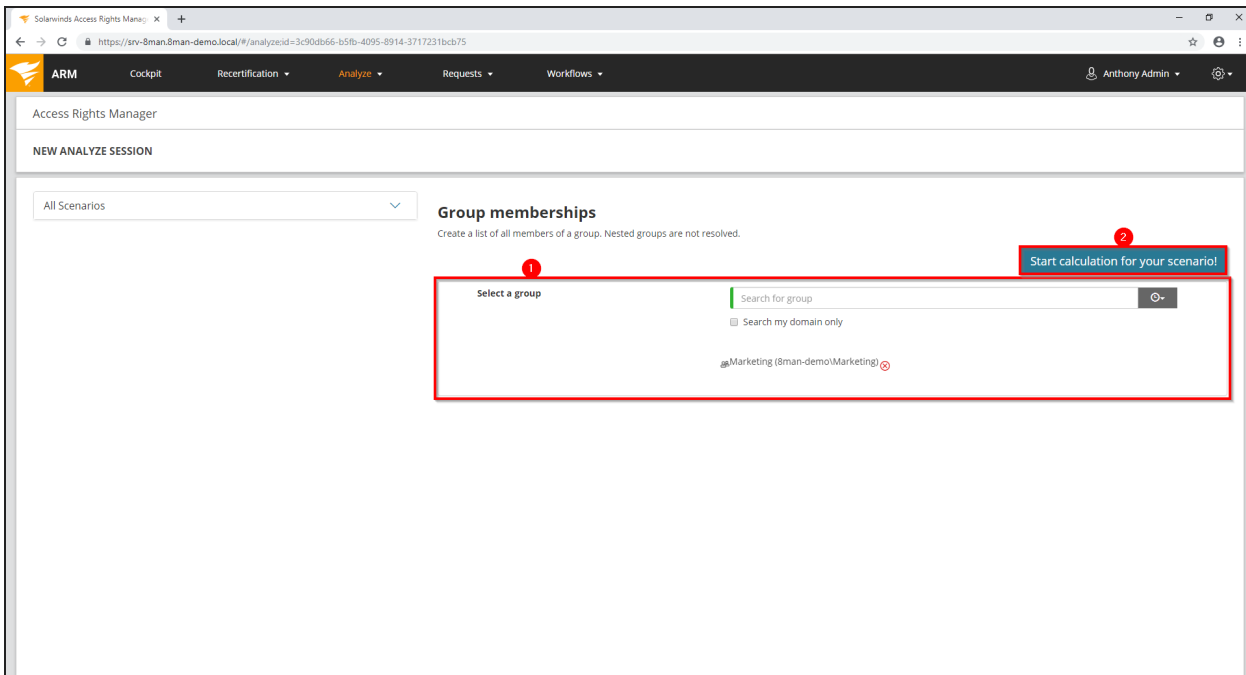 Solarwinds Access Rights Manag
https://srv-8man.8man-demo.local/#/analyze;id=3c90db66-b5fb-4095-8914-3717231bcb75
ARM Cockpit Recertification Analyze Requests Workflows Anthony Admin
Access Rights Manager
NEW ANALYZE SESSION
All Scenarios
Group memberships
Create a list of all members of a group. Nested groups are not resolved.
2
Start calculation for your scenario!
1
Select a group Search for group
Search my domain only
Marketing (8man-demo\Marketing)